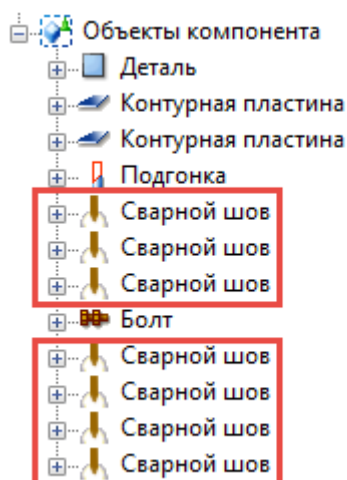 Объекты компонента
Деталь
Контурная пластина
Контурная пластина
Подгонка
Сварной шов
Сварной шов
Сварной шов
Болт
Сварной шов
Сварной шов
Сварной шов
Сварной шов